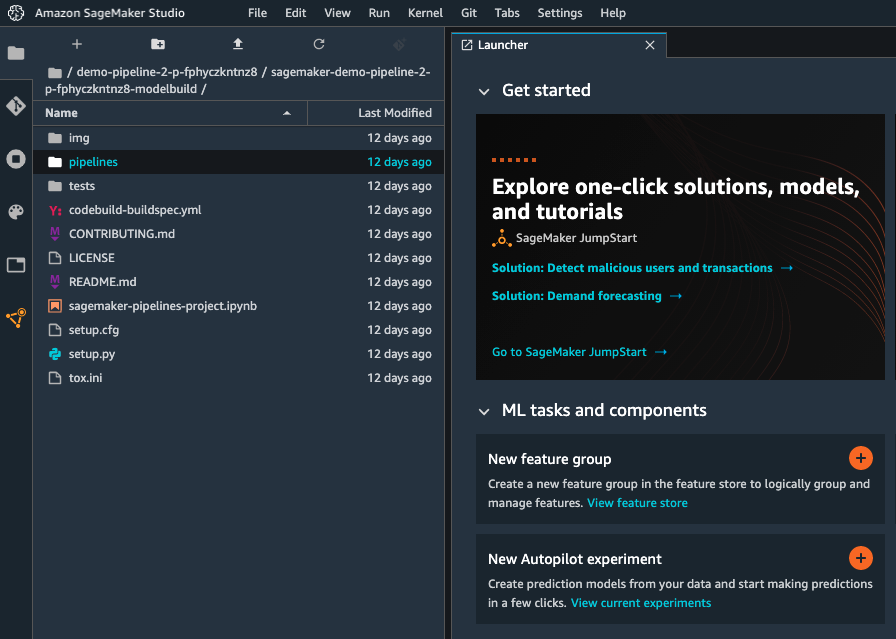 Amazon SageMaker Studio File Edit View Run Kernel Git Tabs Settings Help
/ demo-pipeline-2-p-fphyczkntnz8 / sagemaker-demo-pipeline-2-
p-fphyczkntnz8-modelbuild /
Name Last Modified
img 12 days ago
pipelines 12 days ago
tests 12 days ago
codebuild-buildspec.yml 12 days ago
CONTRIBUTING.md 12 days ago
LICENSE 12 days ago
README.md 12 days ago
sagemaker-pipelines-project.ipynb 12 days ago
setup.cfg 12 days ago
setup.py 12 days ago
tox.ini 12 days ago
Launcher
Get started
Explore one-click solutions, models,
and tutorials
SageMaker JumpStart
Solution: Detect malicious users and transactions →
Solution: Demand forecasting →
Go to SageMaker JumpStart →
ML tasks and components
New feature group
Create a new feature group in the feature store to logically group and
manage features. View feature store
New Autopilot experiment
Create prediction models from your data and start making predictions
in a few clicks. View current experiments